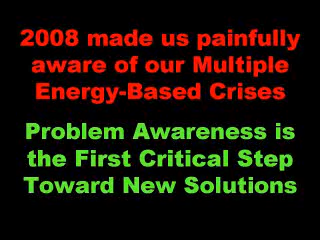 2008 made us painfully
aware of our Multiple
Energy-Based Crises
Problem Awareness is
the First Critical Step
Toward New Solutions